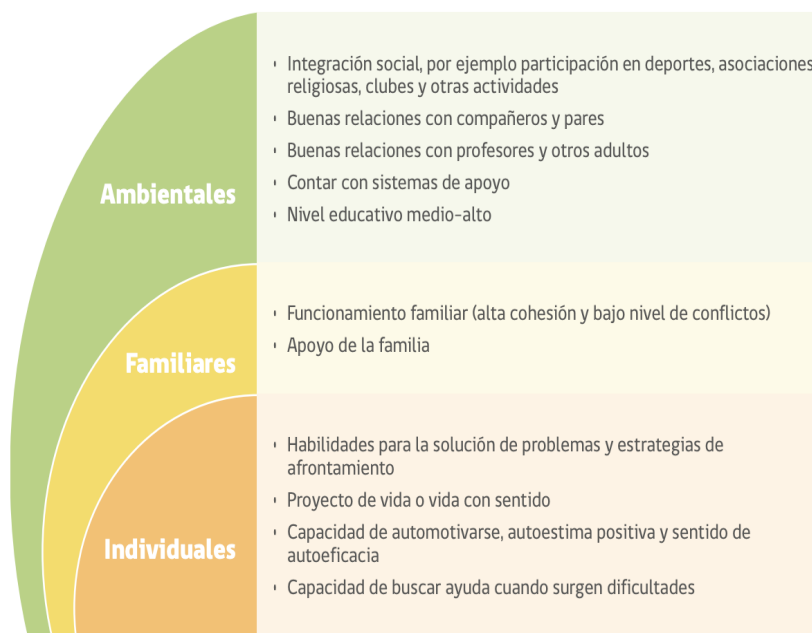 Ambientales
• Integración social, por ejemplo participación en deportes, asociaciones
religiosas, clubes y otras actividades
• Buenas relaciones con compañeros y pares
• Buenas relaciones con profesores y otros adultos
• Contar con sistemas de apoyo
• Nivel educativo medio-alto
Familiares
• Funcionamiento familiar (alta cohesión y bajo nivel de conflictos)
• Apoyo de la familia
Individuales
• Habilidades para la solución de problemas y estrategias de
afrontamiento
• Proyecto de vida o vida con sentido
• Capacidad de automotivarse, autoestima positiva y sentido de
autoeficacia
• Capacidad de buscar ayuda cuando surgen dificultades